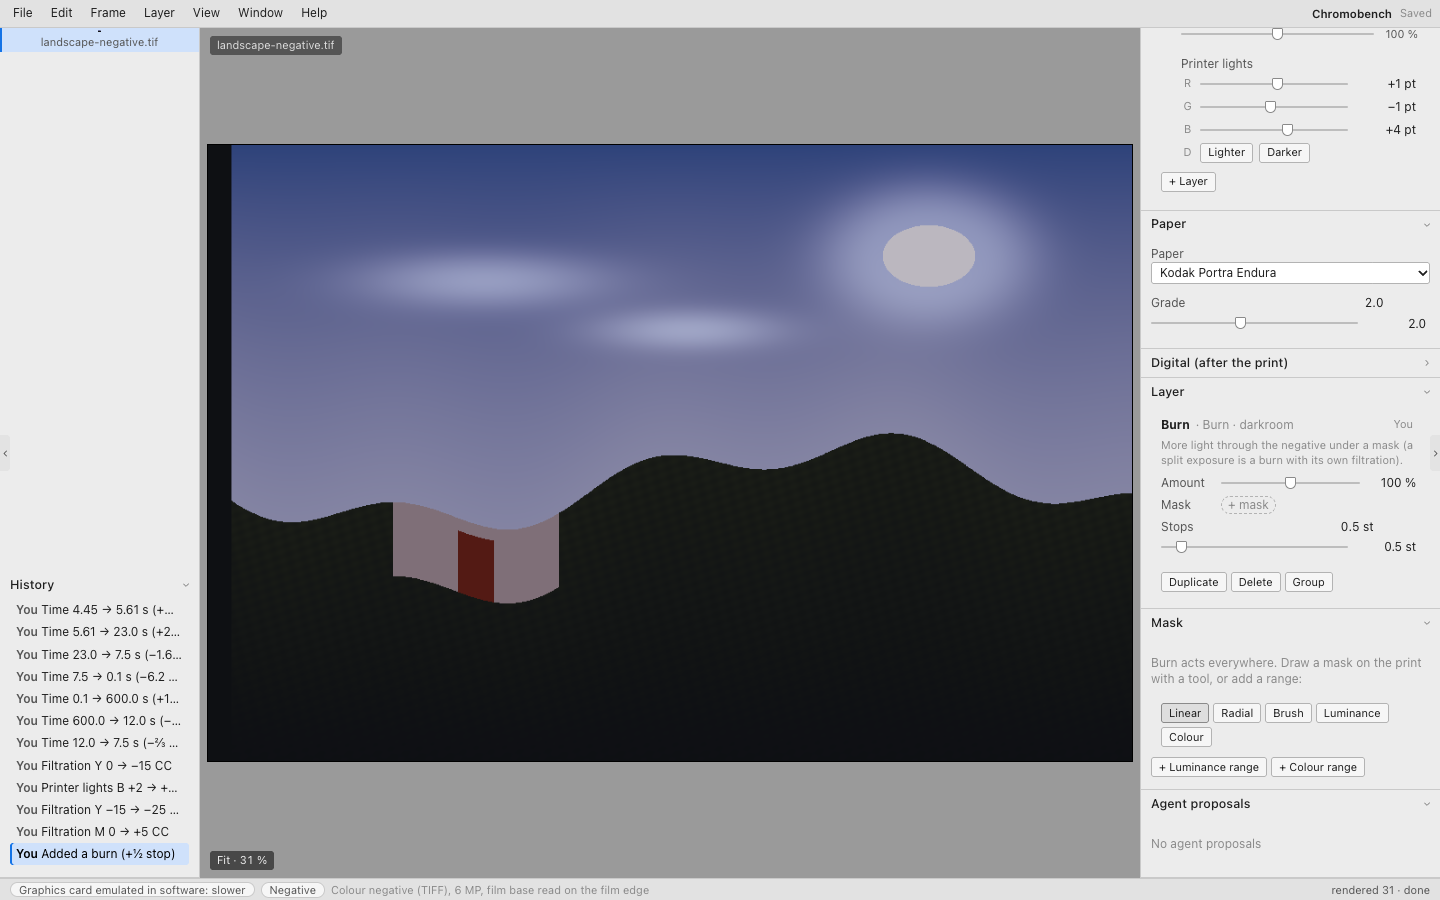 File Edit Frame Layer View Window Help
Chromobench Saved
landscape-negative.tif
landscape-negative.tif
100 %
Printer lights
R +1 pt
G −1 pt
B +4 pt
D Lighter Darker
+ Layer
Paper
Paper
Kodak Portra Endura
Grade 2.0
2.0
Digital (after the print)
Layer
Burn · Burn · darkroom You
More light through the negative under a mask (a
split exposure is a burn with its own filtration).
Amount 100 %
Mask + mask
Stops 0.5 st
0.5 st
Duplicate Delete Group
Mask
Burn acts everywhere. Draw a mask on the print
with a tool, or add a range:
Linear Radial Brush Luminance
Colour
+ Luminance range + Colour range
Agent proposals
No agent proposals
History
You Time 4.45 → 5.61 s (+...
You Time 5.61 → 23.0 s (+2...
You Time 23.0 → 7.5 s (−1.6...
You Time 7.5 → 0.1 s (−6.2 ...
You Time 0.1 → 600.0 s (+1...
You Time 600.0 → 12.0 s (−...
You Time 12.0 → 7.5 s (−⅔ ...
You Filtration Y 0 → −15 CC
You Printer lights B +2 → +...
You Filtration Y −15 → −25 ...
You Filtration M 0 → +5 CC
You Added a burn (+½ stop)
Fit · 31 %
Graphics card emulated in software: slower Negative Colour negative (TIFF), 6 MP, film base read on the film edge
rendered 31 · done